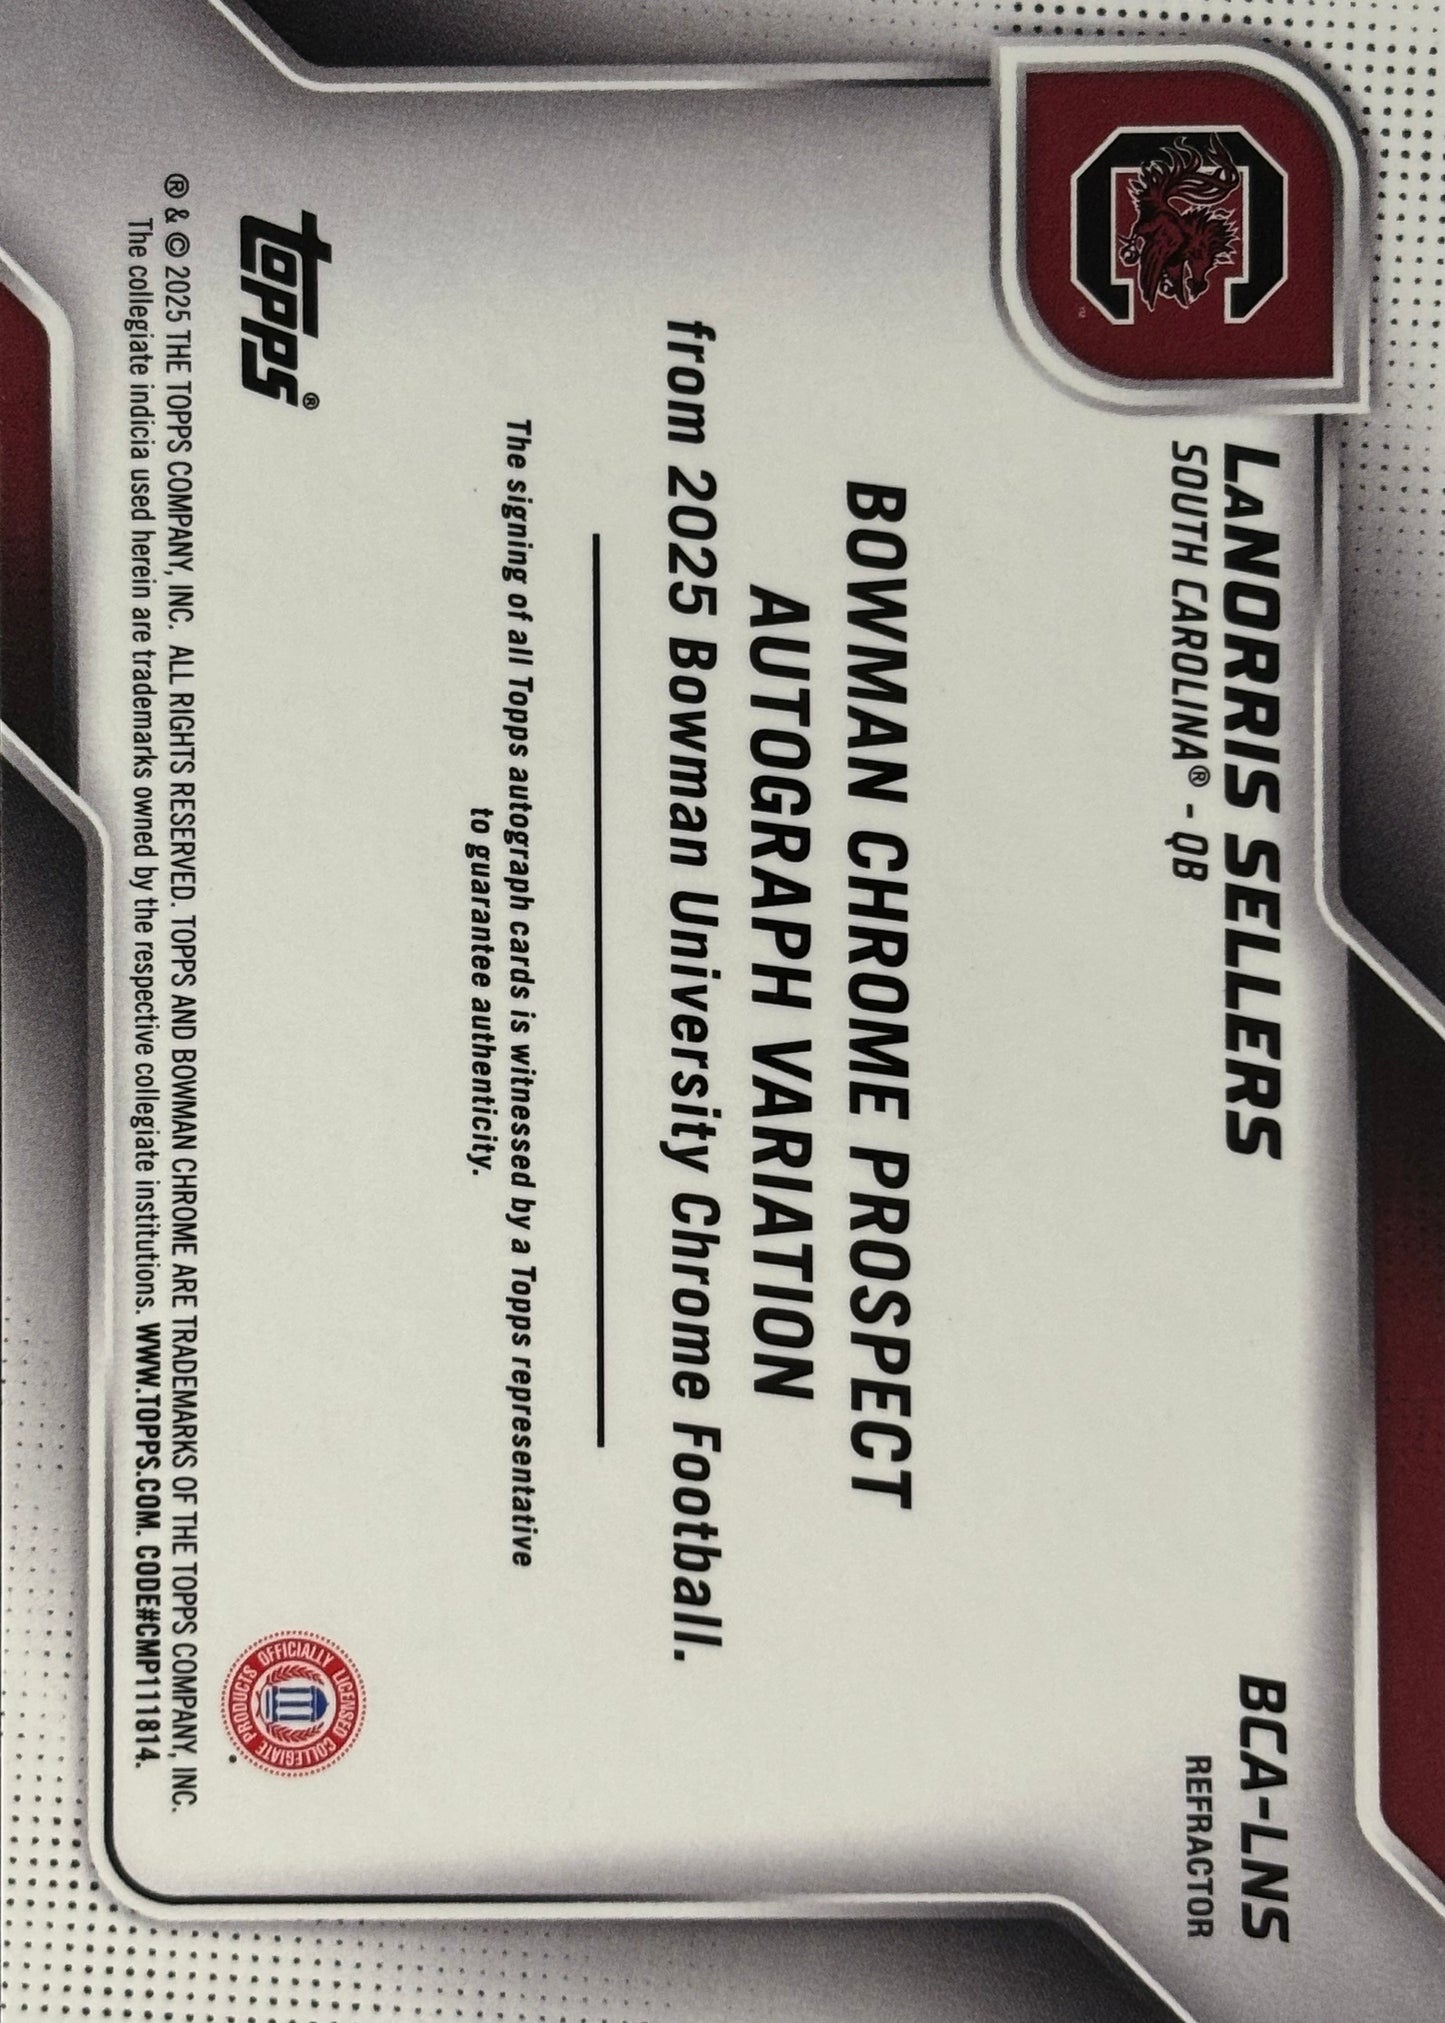 LANORRIS SELLERS
SOUTH CAROLINA® - QB
BCA-LNS
REFRACTOR
TM
BOWMAN CHROME PROSPECT
AUTOGRAPH VARIATION
from 2025 Bowman University Chrome Football.
The signing of all Topps autograph cards is witnessed by a Topps representative
to guarantee authenticity.
topps®
OFFICIALLY LICENSED COLLEGIATE PRODUCTS
® & © 2025 THE TOPPS COMPANY, INC. ALL RIGHTS RESERVED. TOPPS AND BOWMAN CHROME ARE TRADEMARKS OF THE TOPPS COMPANY, INC.
The collegiate indicia used herein are trademarks owned by the respective collegiate institutions. WWW.TOPPS.COM. CODE#CMP111814.